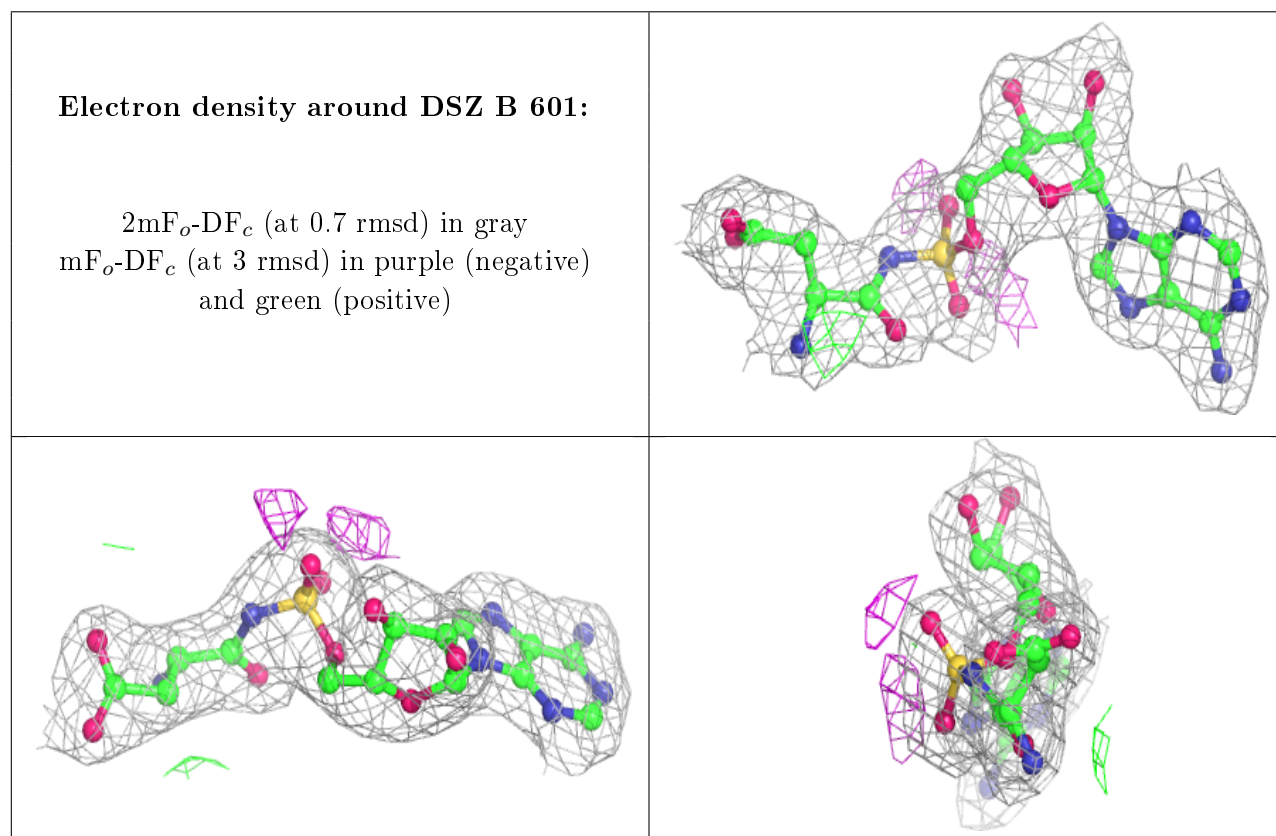 Electron density around DSZ B 601:
2mFₒ-DF𝒸 (at 0.7 rmsd) in gray
mFₒ-DF𝒸 (at 3 rmsd) in purple (negative)
and green (positive)